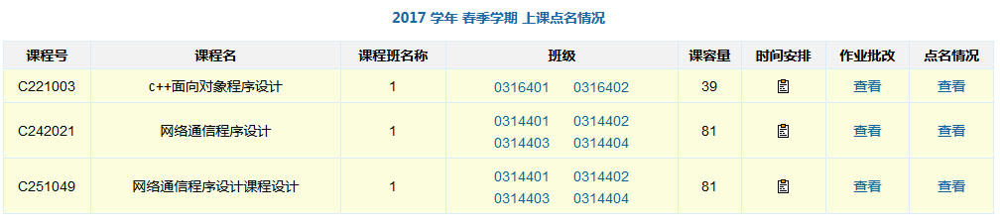 2017 学年 春季学期 上课点名情况
课程号 课程名 课程班名称 班级 课容量 时间安排 作业批改 点名情况
C221003 c++面向对象程序设计 1 0316401 0316402 39 查看 查看
C242021 网络通信程序设计 1 0314401 0314402 0314403 0314404 81 查看 查看
C251049 网络通信程序设计课程设计 1 0314401 0314402 0314403 0314404 81 查看 查看